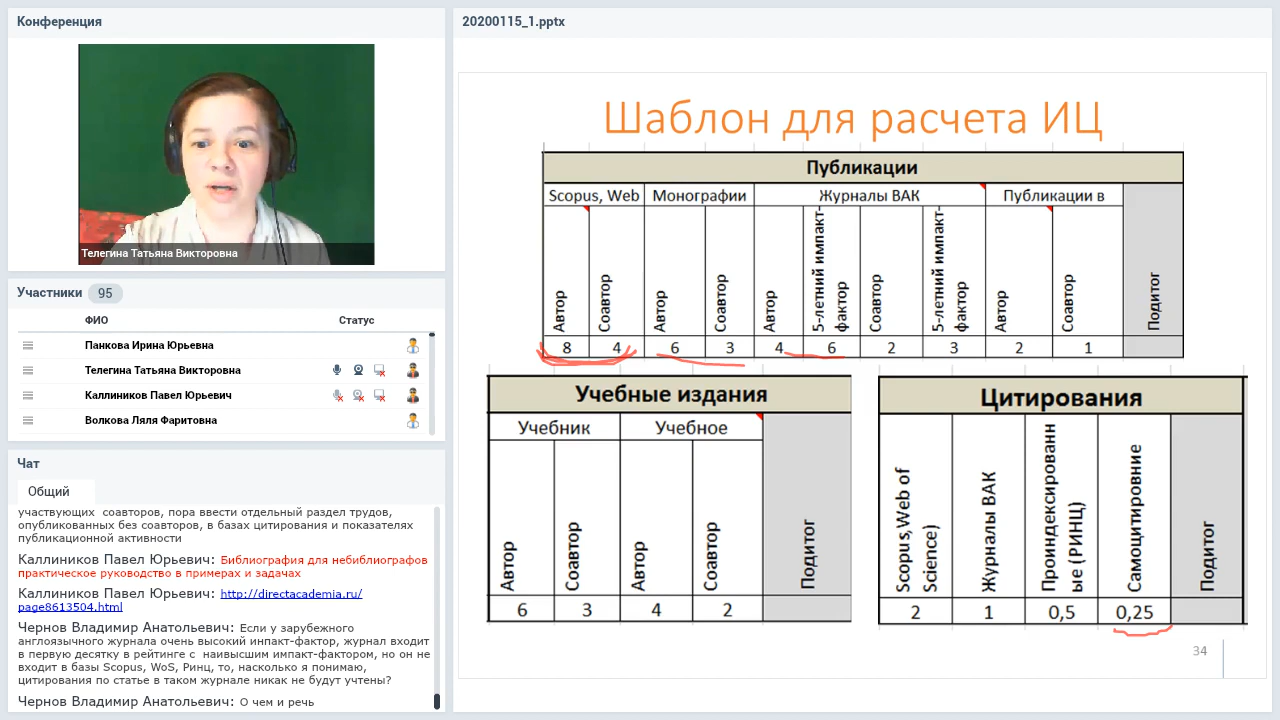 Конференция
Телегина Татьяна Викторовна
Участники 95
ФИО Статус
Панкова Ирина Юрьевна
Телегина Татьяна Викторовна
Каллиников Павел Юрьевич
Волкова Ляля Фаритовна
Чат
Общий
участвующих соавторов, пора ввести отдельный раздел трудов,
опубликованных без соавторов, в базах цитирования и показателях
публикационной активности
Каллиников Павел Юрьевич: Библиография для небиблиографов
практическое руководство в примерах и задачах
Каллиников Павел Юрьевич: http://directacademia.ru/
page8613504.html
Чернов Владимир Анатольевич: Если у зарубежного
англоязычного журнала очень высокий инпакт-фактор, журнал входит
в первую десятку в рейтинге с наивысшим импакт-фактором, но он не
входит в базы Scopus, WoS, Ринц, то, насколько я понимаю,
цитирования по статье в таком журнале никак не будут учтены?
Чернов Владимир Анатольевич: О чем и речь
20200115_1.pptx
Шаблон для расчета ИЦ
Публикации
Scopus, Web Монографии Журналы ВАК Публикации в
Автор Соавтор Автор Соавтор Автор 5-летний импакт-фактор Соавтор 5-летний импакт-фактор Автор Соавтор Подитог
8 4 6 3 4 6 2 3 2 1
Учебные издания
Учебник Учебное
Автор Соавтор Автор Соавтор Подитог
6 3 4 2
Цитирования
Scopus,Web of Science) Журналы ВАК Проиндексированн ые (РИНЦ) Самоцитировние Подитог
2 1 0,5 0,25
34